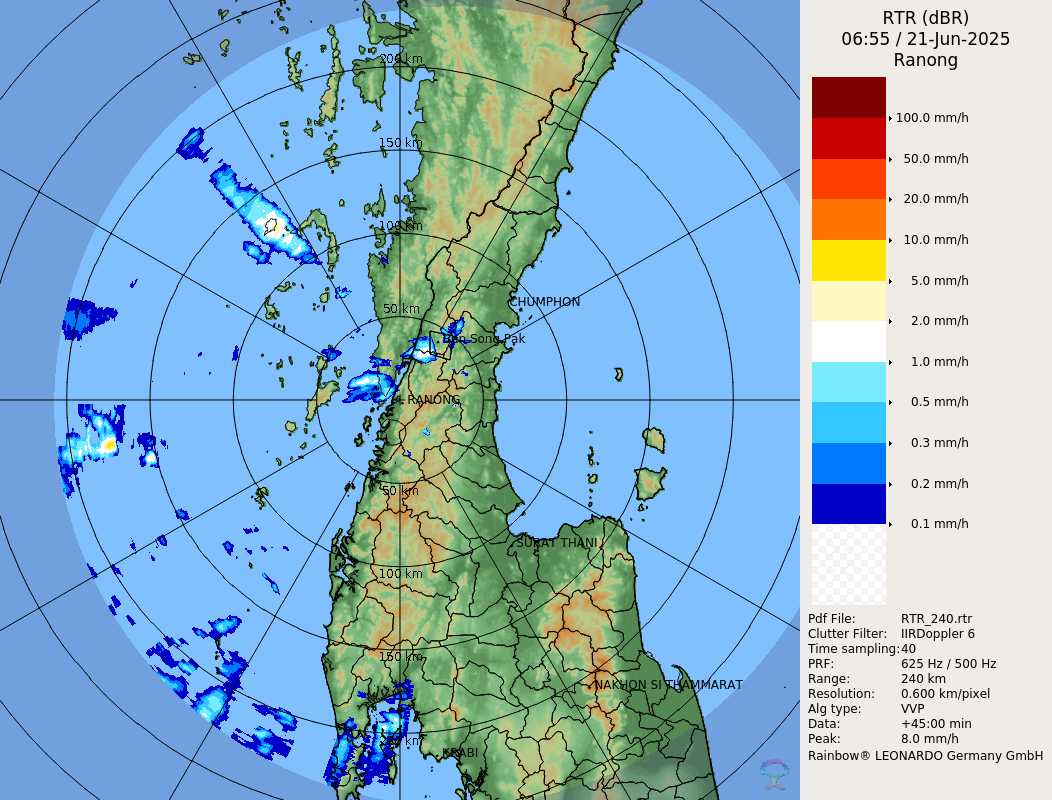 RTR (dBR)
06:55 / 21-Jun-2025
Ranong
100.0 mm/h
50.0 mm/h
20.0 mm/h
10.0 mm/h
5.0 mm/h
2.0 mm/h
1.0 mm/h
0.5 mm/h
0.3 mm/h
0.2 mm/h
0.1 mm/h
Pdf File: RTR_240.rtr
Clutter Filter: IIRDoppler 6
Time sampling:40
PRF: 625 Hz / 500 Hz
Range: 240 km
Resolution: 0.600 km/pixel
Alg type: VVP
Data: +45:00 min
Peak: 8.0 mm/h
Rainbow® LEONARDO Germany GmbH
200 km
150 km
100 km
CHUMPHON
50 km
Song Pak
RANONG
50 km
SURAT THANI
100 km
150 km
NAKHON SI THAMMARAT
KRABI